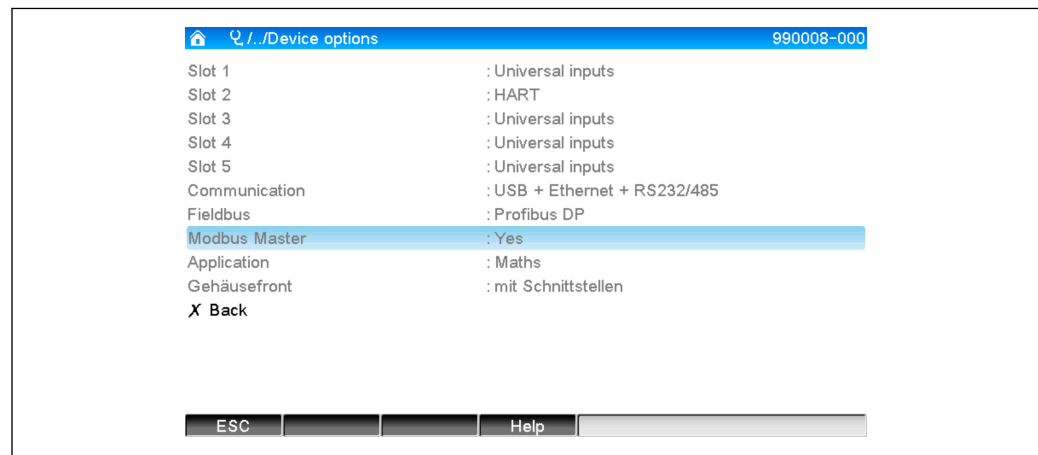 /../Device options 990008-000
Slot 1 : Universal inputs
Slot 2 : HART
Slot 3 : Universal inputs
Slot 4 : Universal inputs
Slot 5 : Universal inputs
Communication : USB + Ethernet + RS232/485
Fieldbus : Profibus DP
Modbus Master : Yes
Application : Maths
Gehäusefront : mit Schnittstellen
X Back
ESC Help